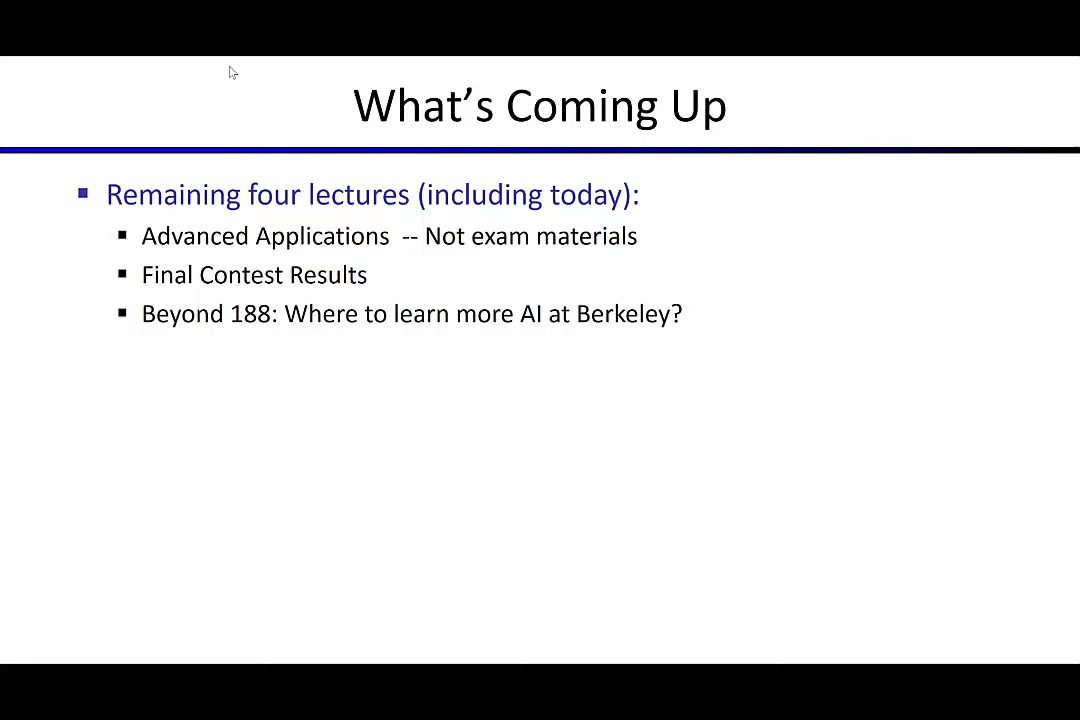 What’s Coming Up
Remaining four lectures (including today):
Advanced Applications -- Not exam materials
Final Contest Results
Beyond 188: Where to learn more AI at Berkeley?